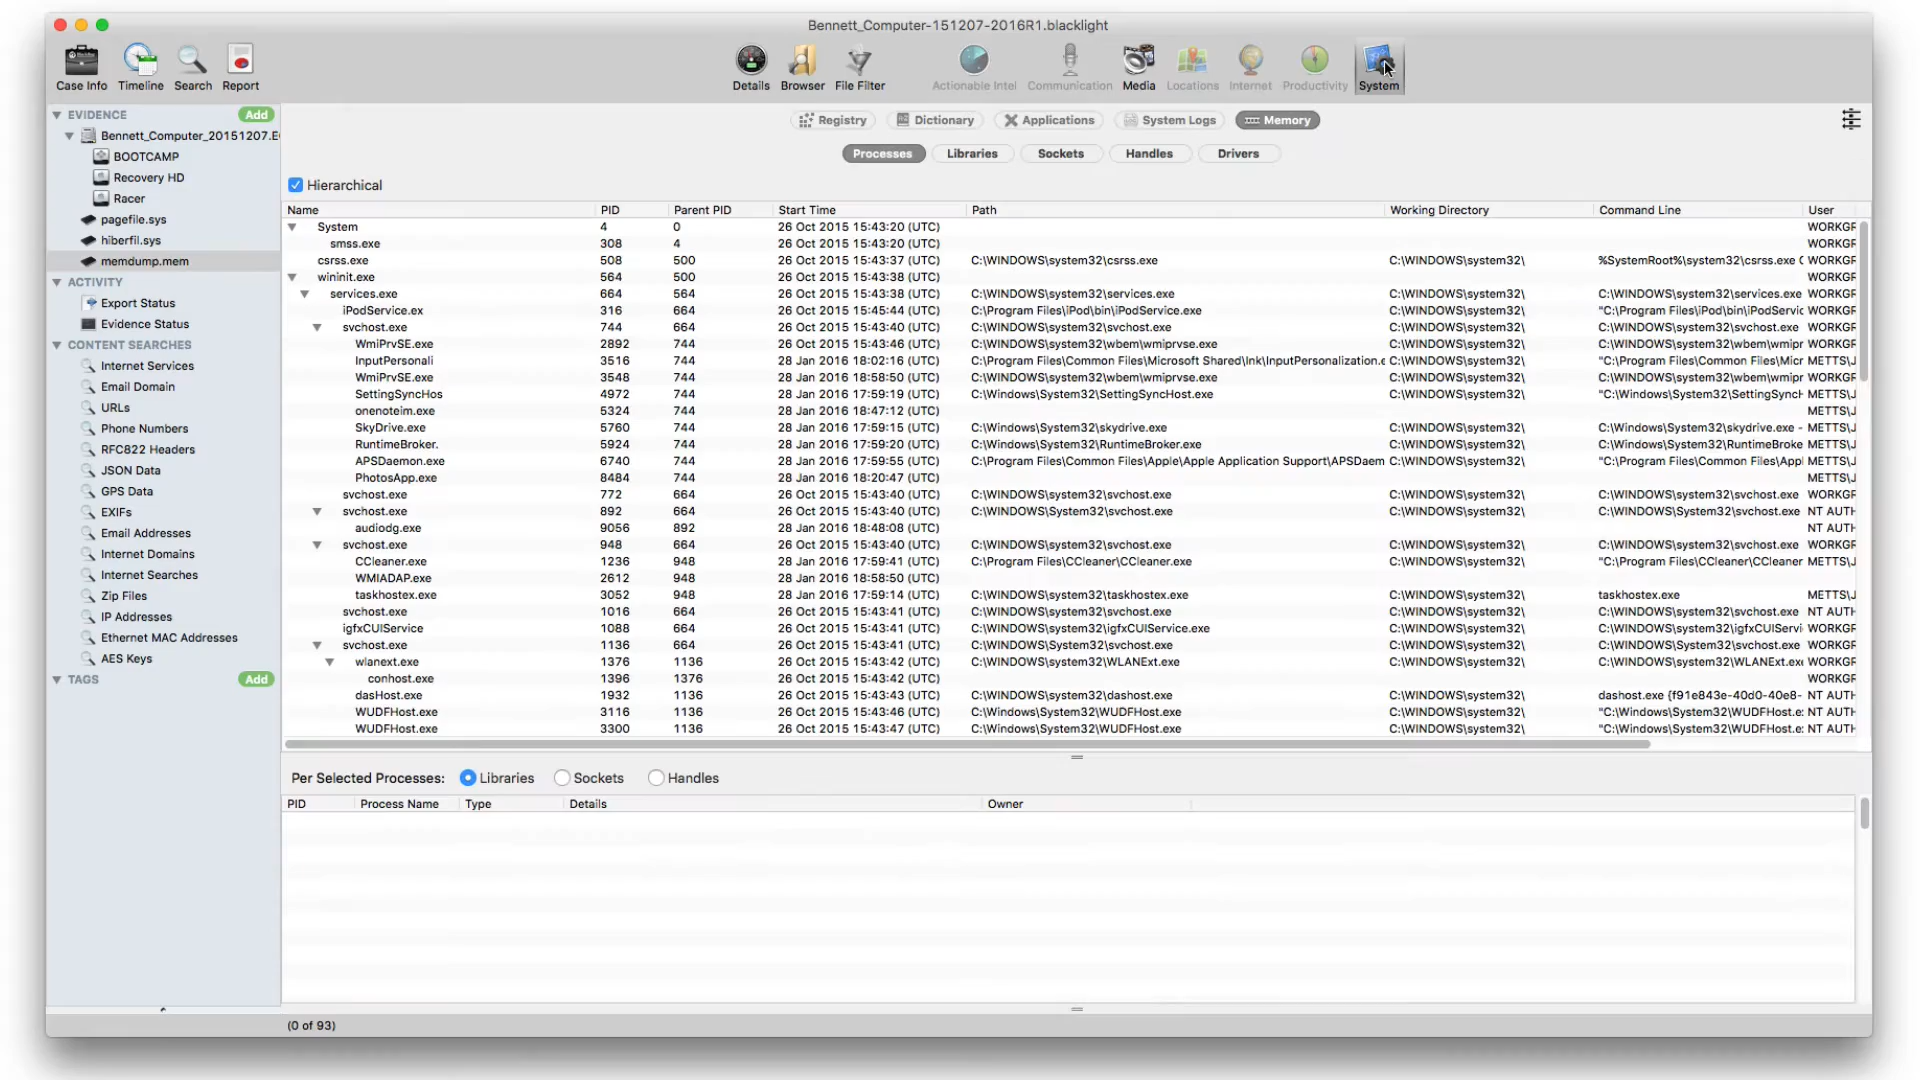 Bennett_Computer-151207-2016R1.blacklight
Case Info Timeline Search Report Details Browser File Filter Actionable Intel Communication Media Locations Internet Productivity System
Registry Dictionary Applications System Logs Memory
Processes Libraries Sockets Handles Drivers
EVIDENCE Add
Bennett_Computer_20151207.E
BOOTCAMP
Recovery HD
Racer
pagefile.sys
hiberfil.sys
memdump.mem
ACTIVITY
Export Status
Evidence Status
CONTENT SEARCHES
Internet Services
Email Domain
URLs
Phone Numbers
RFC822 Headers
JSON Data
GPS Data
EXIFs
Email Addresses
Internet Domains
Internet Searches
Zip Files
IP Addresses
Ethernet MAC Addresses
AES Keys
TAGS Add
Hierarchical
Name PID Parent PID Start Time Path Working Directory Command Line User
System 4 0 26 Oct 2015 15:43:20 (UTC) WORKGR
smss.exe 308 4 26 Oct 2015 15:43:20 (UTC) WORKGR
csrss.exe 508 500 26 Oct 2015 15:43:37 (UTC) C:\WINDOWS\system32\csrss.exe C:\WINDOWS\system32\ %SystemRoot%\system32\csrss.exe WORKGR
wininit.exe 564 500 26 Oct 2015 15:43:38 (UTC) WORKGR
services.exe 664 564 26 Oct 2015 15:43:38 (UTC) C:\WINDOWS\system32\services.exe C:\WINDOWS\system32\ C:\WINDOWS\system32\services.exe WORKGR
iPodService.ex 316 664 26 Oct 2015 15:45:44 (UTC) C:\Program Files\iPod\bin\iPodService.exe C:\WINDOWS\system32\ "C:\Program Files\iPod\bin\iPodServic WORKGR
svchost.exe 744 664 26 Oct 2015 15:43:40 (UTC) C:\WINDOWS\system32\svchost.exe C:\WINDOWS\system32\ C:\WINDOWS\system32\svchost.exe WORKGR
WmiPrvSE.exe 2892 744 26 Oct 2015 15:43:46 (UTC) C:\WINDOWS\system32\wbem\wmiprvse.exe C:\WINDOWS\system32\ C:\WINDOWS\system32\wbem\wmipr WORKGR
InputPersonali 3516 744 28 Jan 2016 18:02:16 (UTC) C:\Program Files\Common Files\Microsoft Shared\Ink\InputPersonalization.e C:\WINDOWS\system32\ "C:\Program Files\Common Files\Micr METTS\J
WmiPrvSE.exe 3548 744 28 Jan 2016 18:58:50 (UTC) C:\WINDOWS\system32\wbem\wmiprvse.exe C:\WINDOWS\system32\ C:\WINDOWS\system32\wbem\wmipr WORKGR
SettingSyncHos 4972 744 28 Jan 2016 17:59:19 (UTC) C:\Windows\System32\SettingSyncHost.exe C:\WINDOWS\system32\ "C:\Windows\System32\SettingSyncH METTS\J
onenoteim.exe 5324 744 28 Jan 2016 18:47:12 (UTC) METTS\J
SkyDrive.exe 5760 744 28 Jan 2016 17:59:15 (UTC) C:\Windows\System32\skydrive.exe C:\WINDOWS\system32\ C:\Windows\System32\skydrive.exe - METTS\J
RuntimeBroker. 5924 744 28 Jan 2016 17:59:20 (UTC) C:\Windows\System32\RuntimeBroker.exe C:\WINDOWS\system32\ C:\Windows\System32\RuntimeBroke METTS\J
APSDaemon.exe 6740 744 28 Jan 2016 17:59:55 (UTC) C:\Program Files\Common Files\Apple\Apple Application Support\APSDaem C:\WINDOWS\system32\ "C:\Program Files\Common Files\Appl METTS\J
PhotosApp.exe 8484 744 28 Jan 2016 18:20:47 (UTC) METTS\J
svchost.exe 772 664 26 Oct 2015 15:43:40 (UTC) C:\WINDOWS\system32\svchost.exe C:\WINDOWS\system32\ C:\WINDOWS\system32\svchost.exe WORKGR
svchost.exe 892 664 26 Oct 2015 15:43:40 (UTC) C:\WINDOWS\System32\svchost.exe C:\WINDOWS\system32\ C:\WINDOWS\System32\svchost.exe NT AUTH
audiodg.exe 9056 892 28 Jan 2016 18:48:08 (UTC) NT AUTH
svchost.exe 948 664 26 Oct 2015 15:43:40 (UTC) C:\WINDOWS\system32\svchost.exe C:\WINDOWS\system32\ C:\WINDOWS\system32\svchost.exe WORKGR
CCleaner.exe 1236 948 28 Jan 2016 17:59:41 (UTC) C:\Program Files\CCleaner\CCleaner.exe C:\WINDOWS\system32\ "C:\Program Files\CCleaner\CCleaner METTS\J
WMIADAP.exe 2612 948 28 Jan 2016 18:58:50 (UTC) WORKGR
taskhostex.exe 3052 948 28 Jan 2016 17:59:14 (UTC) C:\WINDOWS\system32\taskhostex.exe C:\WINDOWS\system32\ taskhostex.exe METTS\J
svchost.exe 1016 664 26 Oct 2015 15:43:41 (UTC) C:\WINDOWS\system32\svchost.exe C:\WINDOWS\system32\ C:\WINDOWS\system32\svchost.exe NT AUTH
igfxCUIService 1088 664 26 Oct 2015 15:43:41 (UTC) C:\WINDOWS\system32\igfxCUIService.exe C:\WINDOWS\system32\ C:\WINDOWS\system32\igfxCUIServi WORKGR
svchost.exe 1136 664 26 Oct 2015 15:43:41 (UTC) C:\WINDOWS\System32\svchost.exe C:\WINDOWS\system32\ C:\WINDOWS\System32\svchost.exe WORKGR
wlanext.exe 1376 1136 26 Oct 2015 15:43:42 (UTC) C:\WINDOWS\system32\WLANExt.exe C:\WINDOWS\system32\ C:\WINDOWS\system32\WLANExt.exe WORKGR
conhost.exe 1396 1376 26 Oct 2015 15:43:42 (UTC) WORKGR
dasHost.exe 1932 1136 26 Oct 2015 15:43:43 (UTC) C:\WINDOWS\system32\dashost.exe C:\WINDOWS\system32\ dashost.exe {f91e843e-40d0-40e8- NT AUTH
WUDFHost.exe 3116 1136 26 Oct 2015 15:43:46 (UTC) C:\Windows\System32\WUDFHost.exe C:\WINDOWS\system32\ "C:\Windows\System32\WUDFHost.e NT AUTH
WUDFHost.exe 3300 1136 26 Oct 2015 15:43:47 (UTC) C:\Windows\System32\WUDFHost.exe C:\WINDOWS\system32\ "C:\Windows\System32\WUDFHost.e NT AUTH
Per Selected Processes: Libraries Sockets Handles
PID Process Name Type Details Owner
(0 of 93)